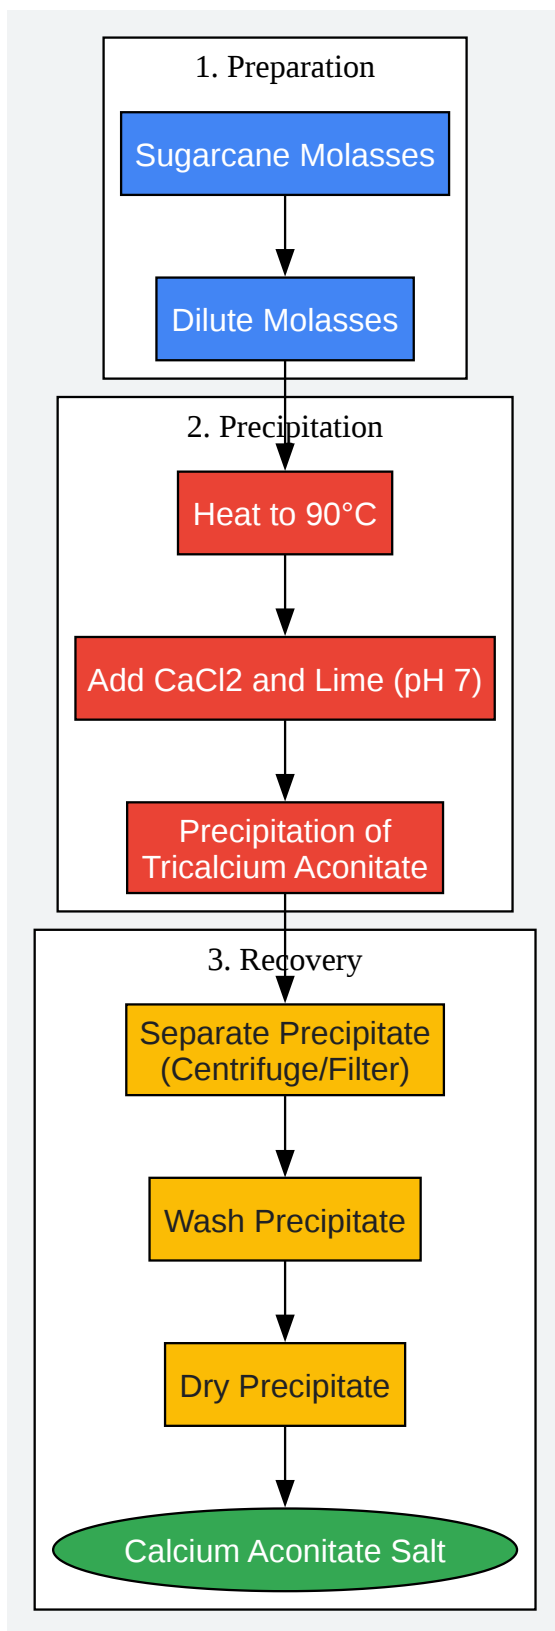 1. Preparation
Sugarcane Molasses
Dilute Molasses
2. Precipitation
Heat to 90°C
Add CaCl2 and Lime (pH 7)
Precipitation of
Tricalcium Aconitate
3. Recovery
Separate Precipitate
(Centrifuge/Filter)
Wash Precipitate
Dry Precipitate
Calcium Aconitate Salt